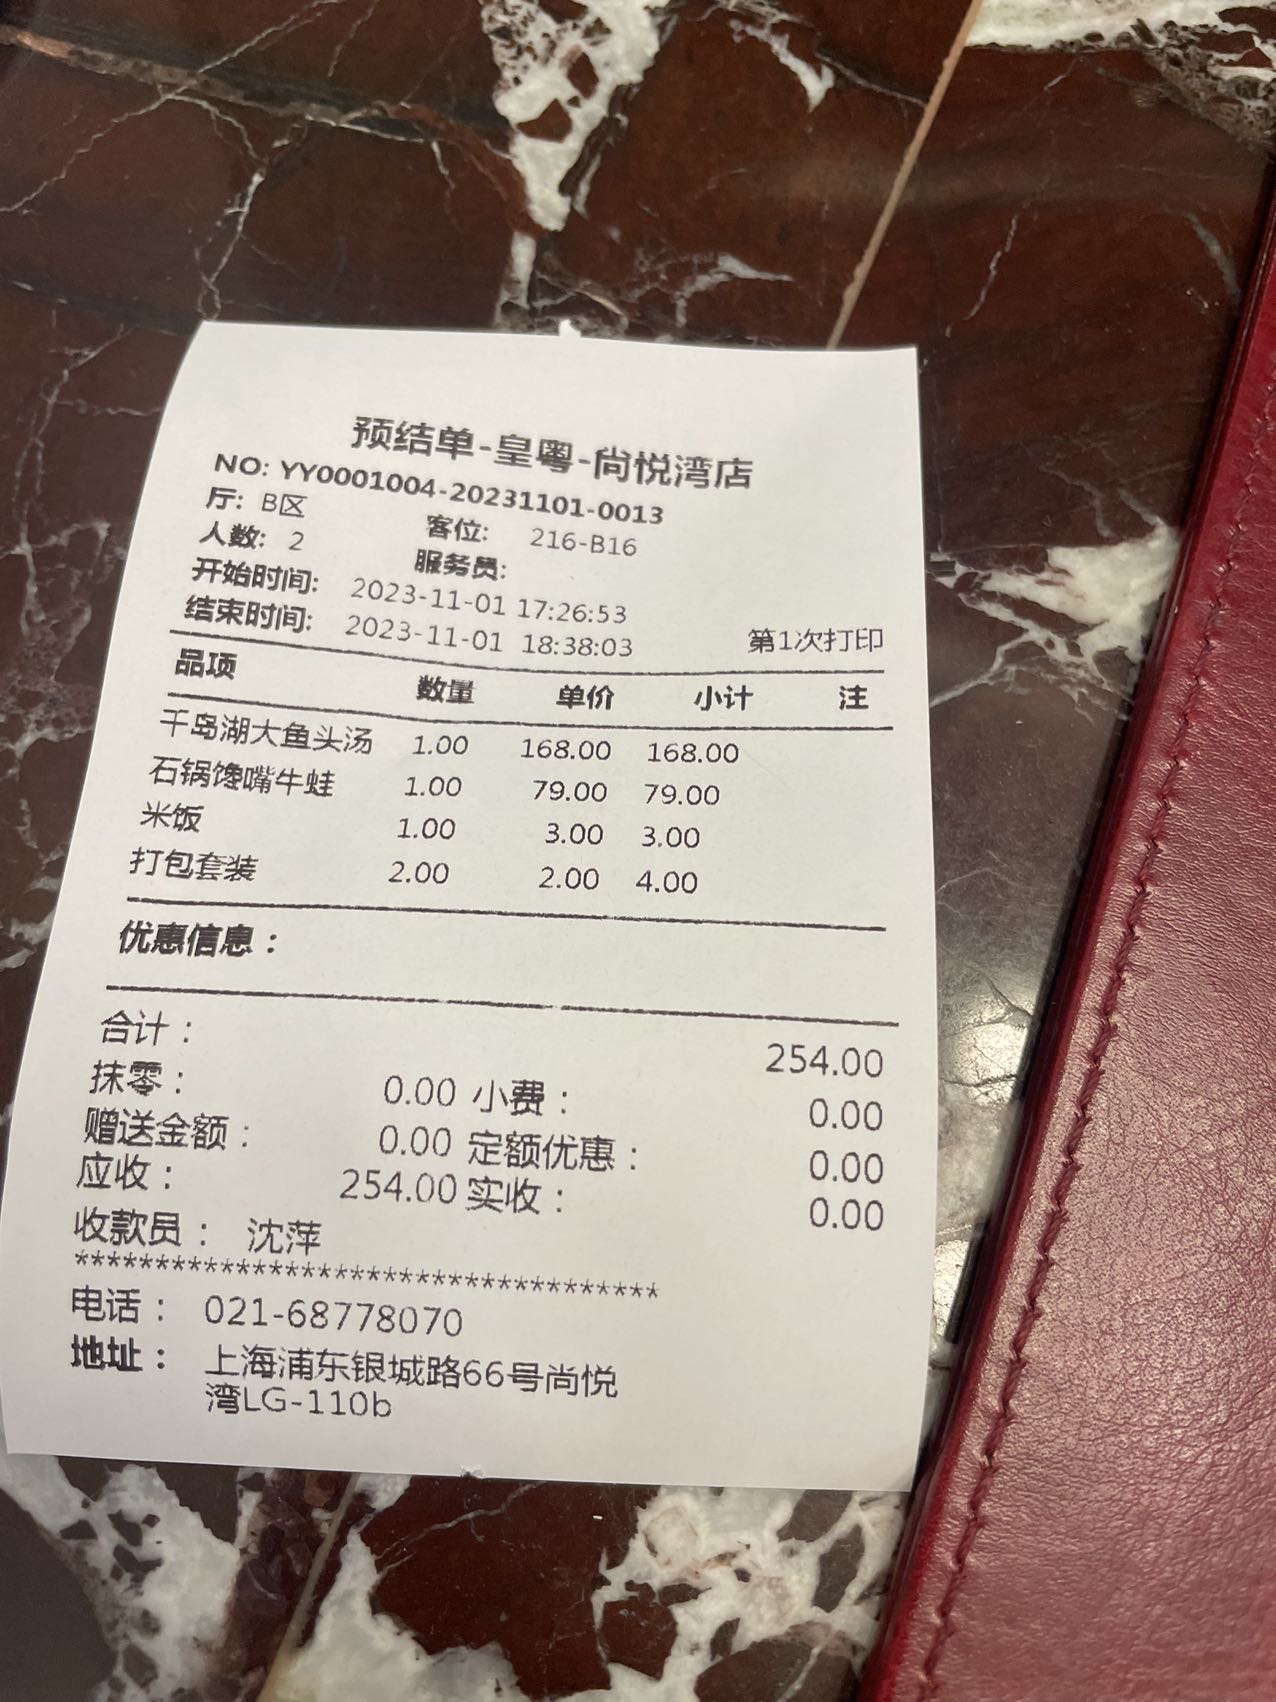 预结单-皇粤-尚悦湾店
NO: YY0001004-20231101-0013
厅: B区 客位: 216-B16
人数: 2 服务员:
开始时间: 2023-11-01 17:26:53
结束时间: 2023-11-01 18:38:03 第1次打印
品项 数量 单价 小计 注
千岛湖大鱼头汤 1.00 168.00 168.00
石锅馋嘴牛蛙 1.00 79.00 79.00
米饭 1.00 3.00 3.00
打包套装 2.00 2.00 4.00
优惠信息：
合计： 254.00
抹零： 0.00 小费： 0.00
赠送金额： 0.00 定额优惠： 0.00
应收： 254.00 实收： 0.00
收款员： 沈萍
************************************
电话： 021-68778070
地址： 上海浦东银城路66号尚悦
湾LG-110b